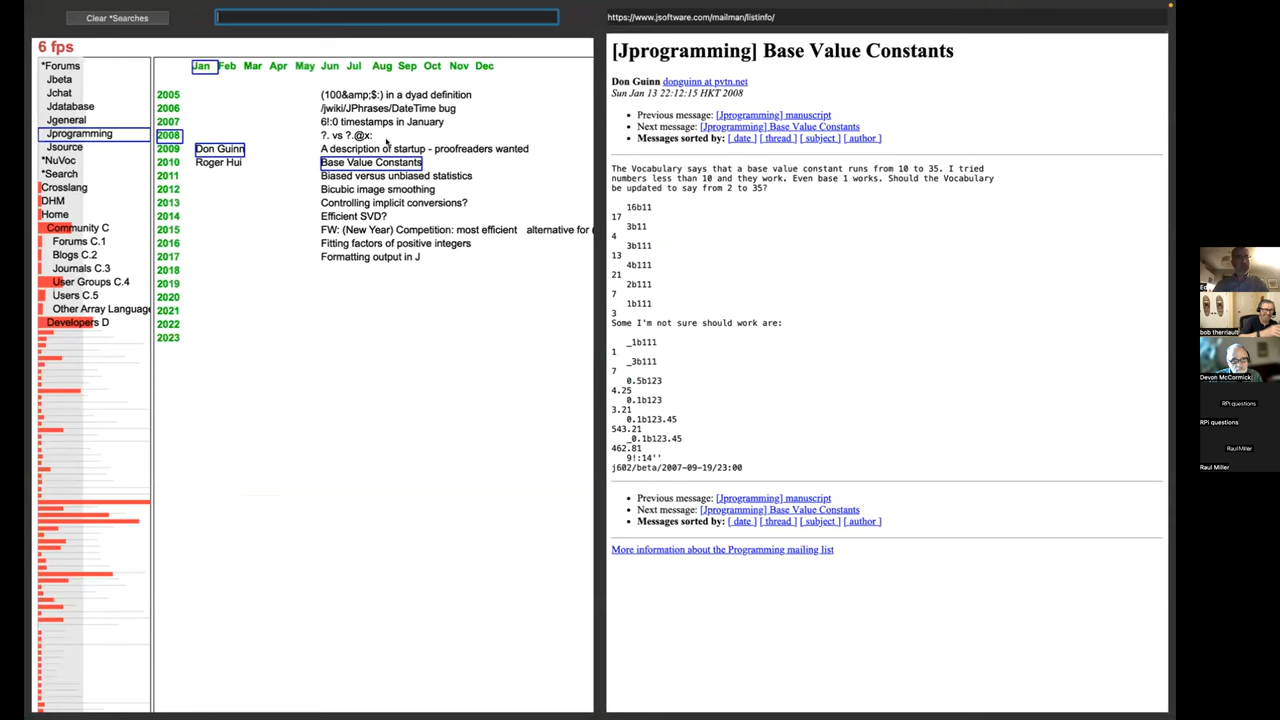 Clear *Searches
https://www.jsoftware.com/mailman/listinfo/
6 fps
*Forums
Jbeta
Jchat
Jdatabase
Jgeneral
Jprogramming
Jsource
*NuVoc
*Search
Crosslang
DHM
Home
Community C
Forums C.1
Blogs C.2
Journals C.3
User Groups C.4
Users C.5
Other Array Language
Developers D
Jan Feb Mar Apr May Jun Jul Aug Sep Oct Nov Dec
2005
2006
2007
2008
2009
2010
2011
2012
2013
2014
2015
2016
2017
2018
2019
2020
2021
2022
2023
Don Guinn
Roger Hui
(100&amp;$:) in a dyad definition
/jwiki/JPhrases/DateTime bug
6!:0 timestamps in January
?. vs ?.@x:
A description of startup - proofreaders wanted
Base Value Constants
Biased versus unbiased statistics
Bicubic image smoothing
Controlling implicit conversions?
Efficient SVD?
FW: (New Year) Competition: most efficient alternative for (
Fitting factors of positive integers
Formatting output in J
[Jprogramming] Base Value Constants
Don Guinn donguinn at pvtn.net
Sun Jan 13 22:12:15 HKT 2008
Previous message: [Jprogramming] manuscript
Next message: [Jprogramming] Base Value Constants
Messages sorted by: [ date ] [ thread ] [ subject ] [ author ]
The Vocabulary says that a base value constant runs from 10 to 35. I tried
numbers less than 10 and they work. Even base 1 works. Should the Vocabulary
be updated to say from 2 to 35?
16b11
17
3b11
4
3b111
13
4b111
21
2b111
7
1b111
3
Some I'm not sure should work are:
_1b111
1
_3b111
7
0.5b123
4.25
0.1b123
3.21
0.1b123.45
543.21
_0.1b123.45
462.81
9!:14''
j602/beta/2007-09-19/23:00
Previous message: [Jprogramming] manuscript
Next message: [Jprogramming] Base Value Constants
Messages sorted by: [ date ] [ thread ] [ subject ] [ author ]
More information about the Programming mailing list
bob therriault
Devon McCormick
RPi questions
RPi questions
Raul Miller
Raul Miller